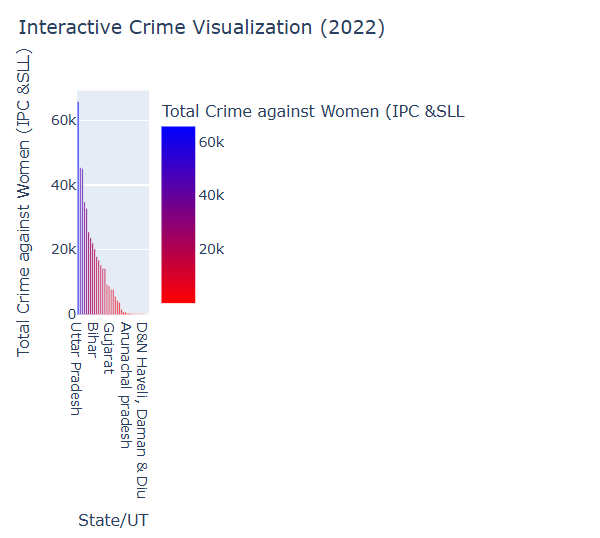 Interactive Crime Visualization (2022)
Total Crime against Women (IPC &SLL)
60k
40k
20k
0
Uttar Pradesh
Bihar
Gujarat
Arunachal pradesh
D&N Haveli, Daman & Diu
State/UT
Total Crime against Women (IPC &SLL
60k
40k
20k